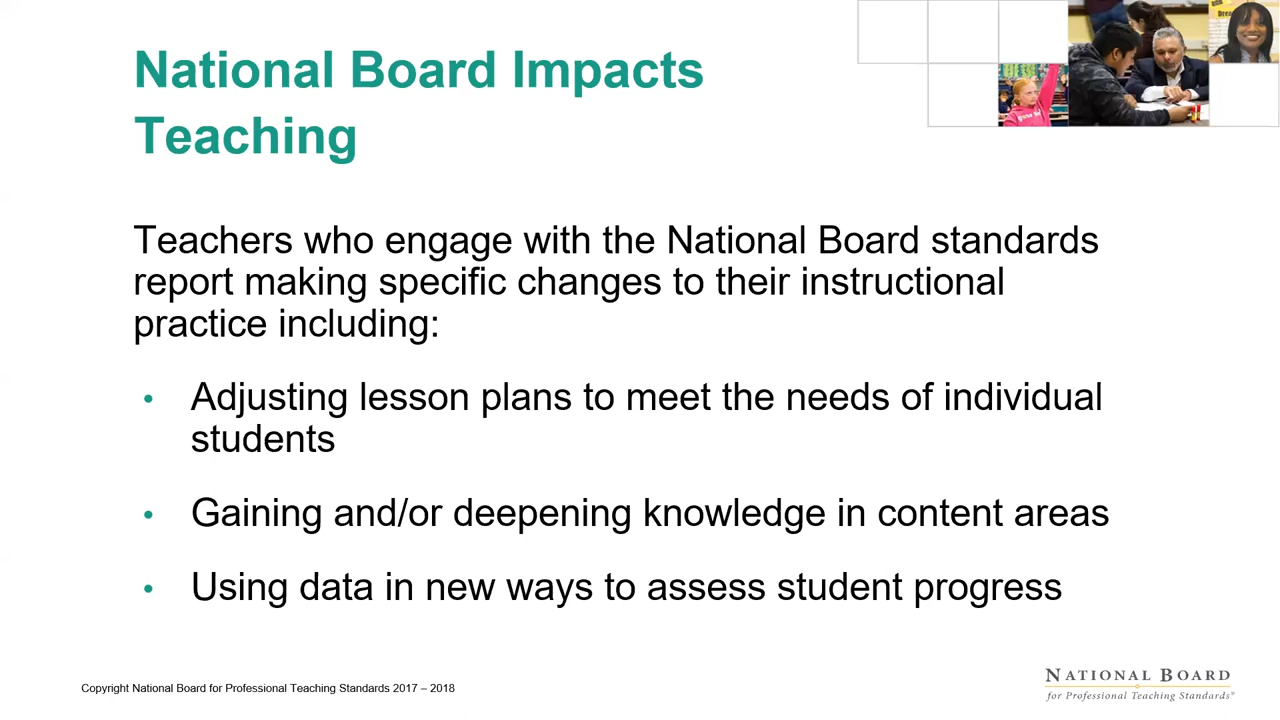 National Board Impacts
Teaching
Teachers who engage with the National Board standards
report making specific changes to their instructional
practice including:
• Adjusting lesson plans to meet the needs of individual
students
• Gaining and/or deepening knowledge in content areas
• Using data in new ways to assess student progress
Copyright National Board for Professional Teaching Standards 2017 – 2018
NATIONAL BOARD
for Professional Teaching Standards®